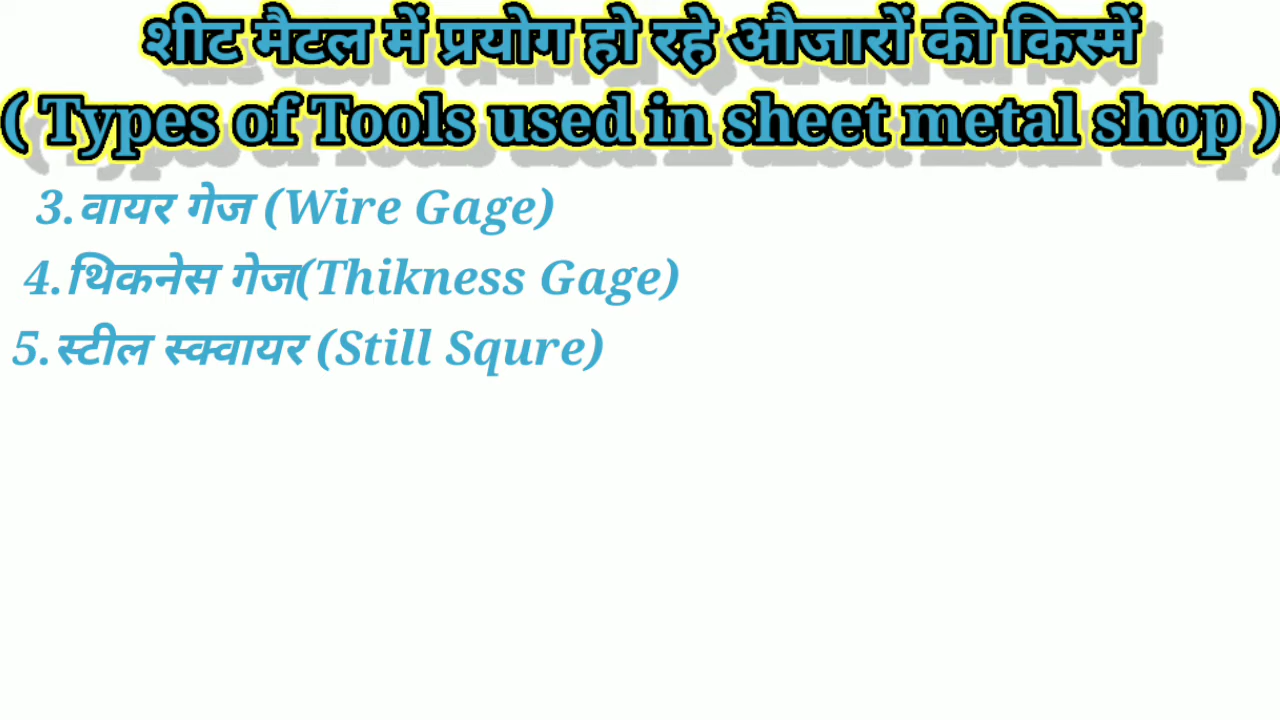 शीट मैटल में प्रयोग हो रहे औजारों की किस्में
( Types of Tools used in sheet metal shop )
3.वायर गेज (Wire Gage)
4.थिकनेस गेज(Thikness Gage)
5.स्टील स्क्वायर (Still Squre)